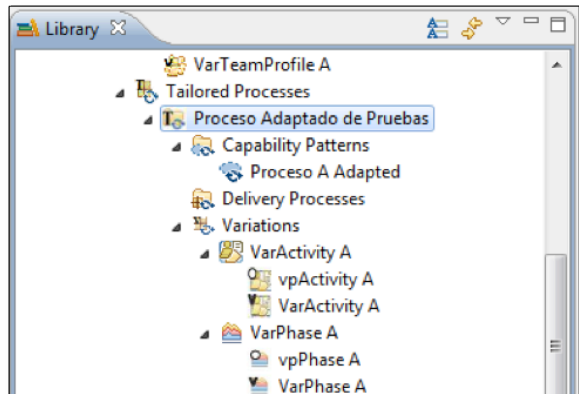 Library
VarTeamProfile A
Tailored Processes
Proceso Adaptado de Pruebas
Capability Patterns
Proceso A Adapted
Delivery Processes
Variations
VarActivity A
vpActivity A
VarActivity A
VarPhase A
vpPhase A
VarPhase A